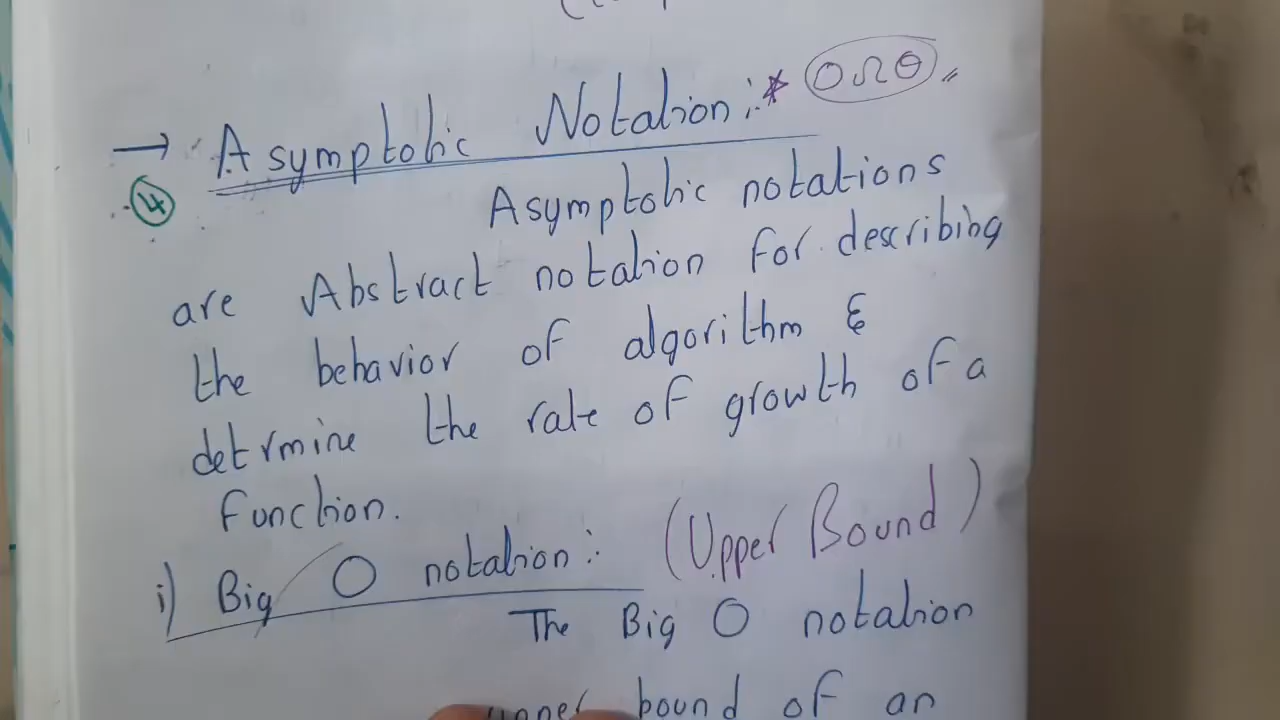 → Asymptotic Notation :* O Ω Θ
④ Asymptotic notations
are Abstract notation for describing
the behavior of algorithm &
detrmine the rate of growth of a
function.
i) Big O notation : (Upper Bound)
The Big O notation
upper bound of an